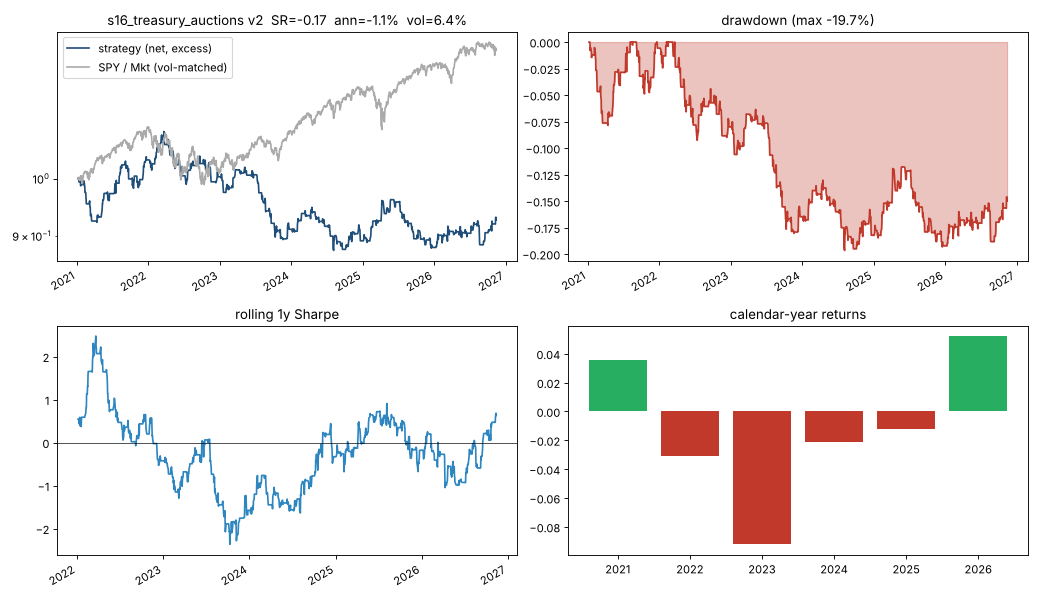 s16_treasury_auctions v2  SR=-0.17  ann=-1.1%  vol=6.4%
strategy (net, excess)
SPY / Mkt (vol-matched)
10⁰
9 × 10⁻¹
2021 2022 2023 2024 2025 2026 2027
drawdown (max -19.7%)
0.000
−0.025
−0.050
−0.075
−0.100
−0.125
−0.150
−0.175
−0.200
2021 2022 2023 2024 2025 2026 2027
rolling 1y Sharpe
2
1
0
−1
−2
2022 2023 2024 2025 2026 2027
calendar-year returns
0.04
0.02
0.00
−0.02
−0.04
−0.06
−0.08
2021 2022 2023 2024 2025 2026